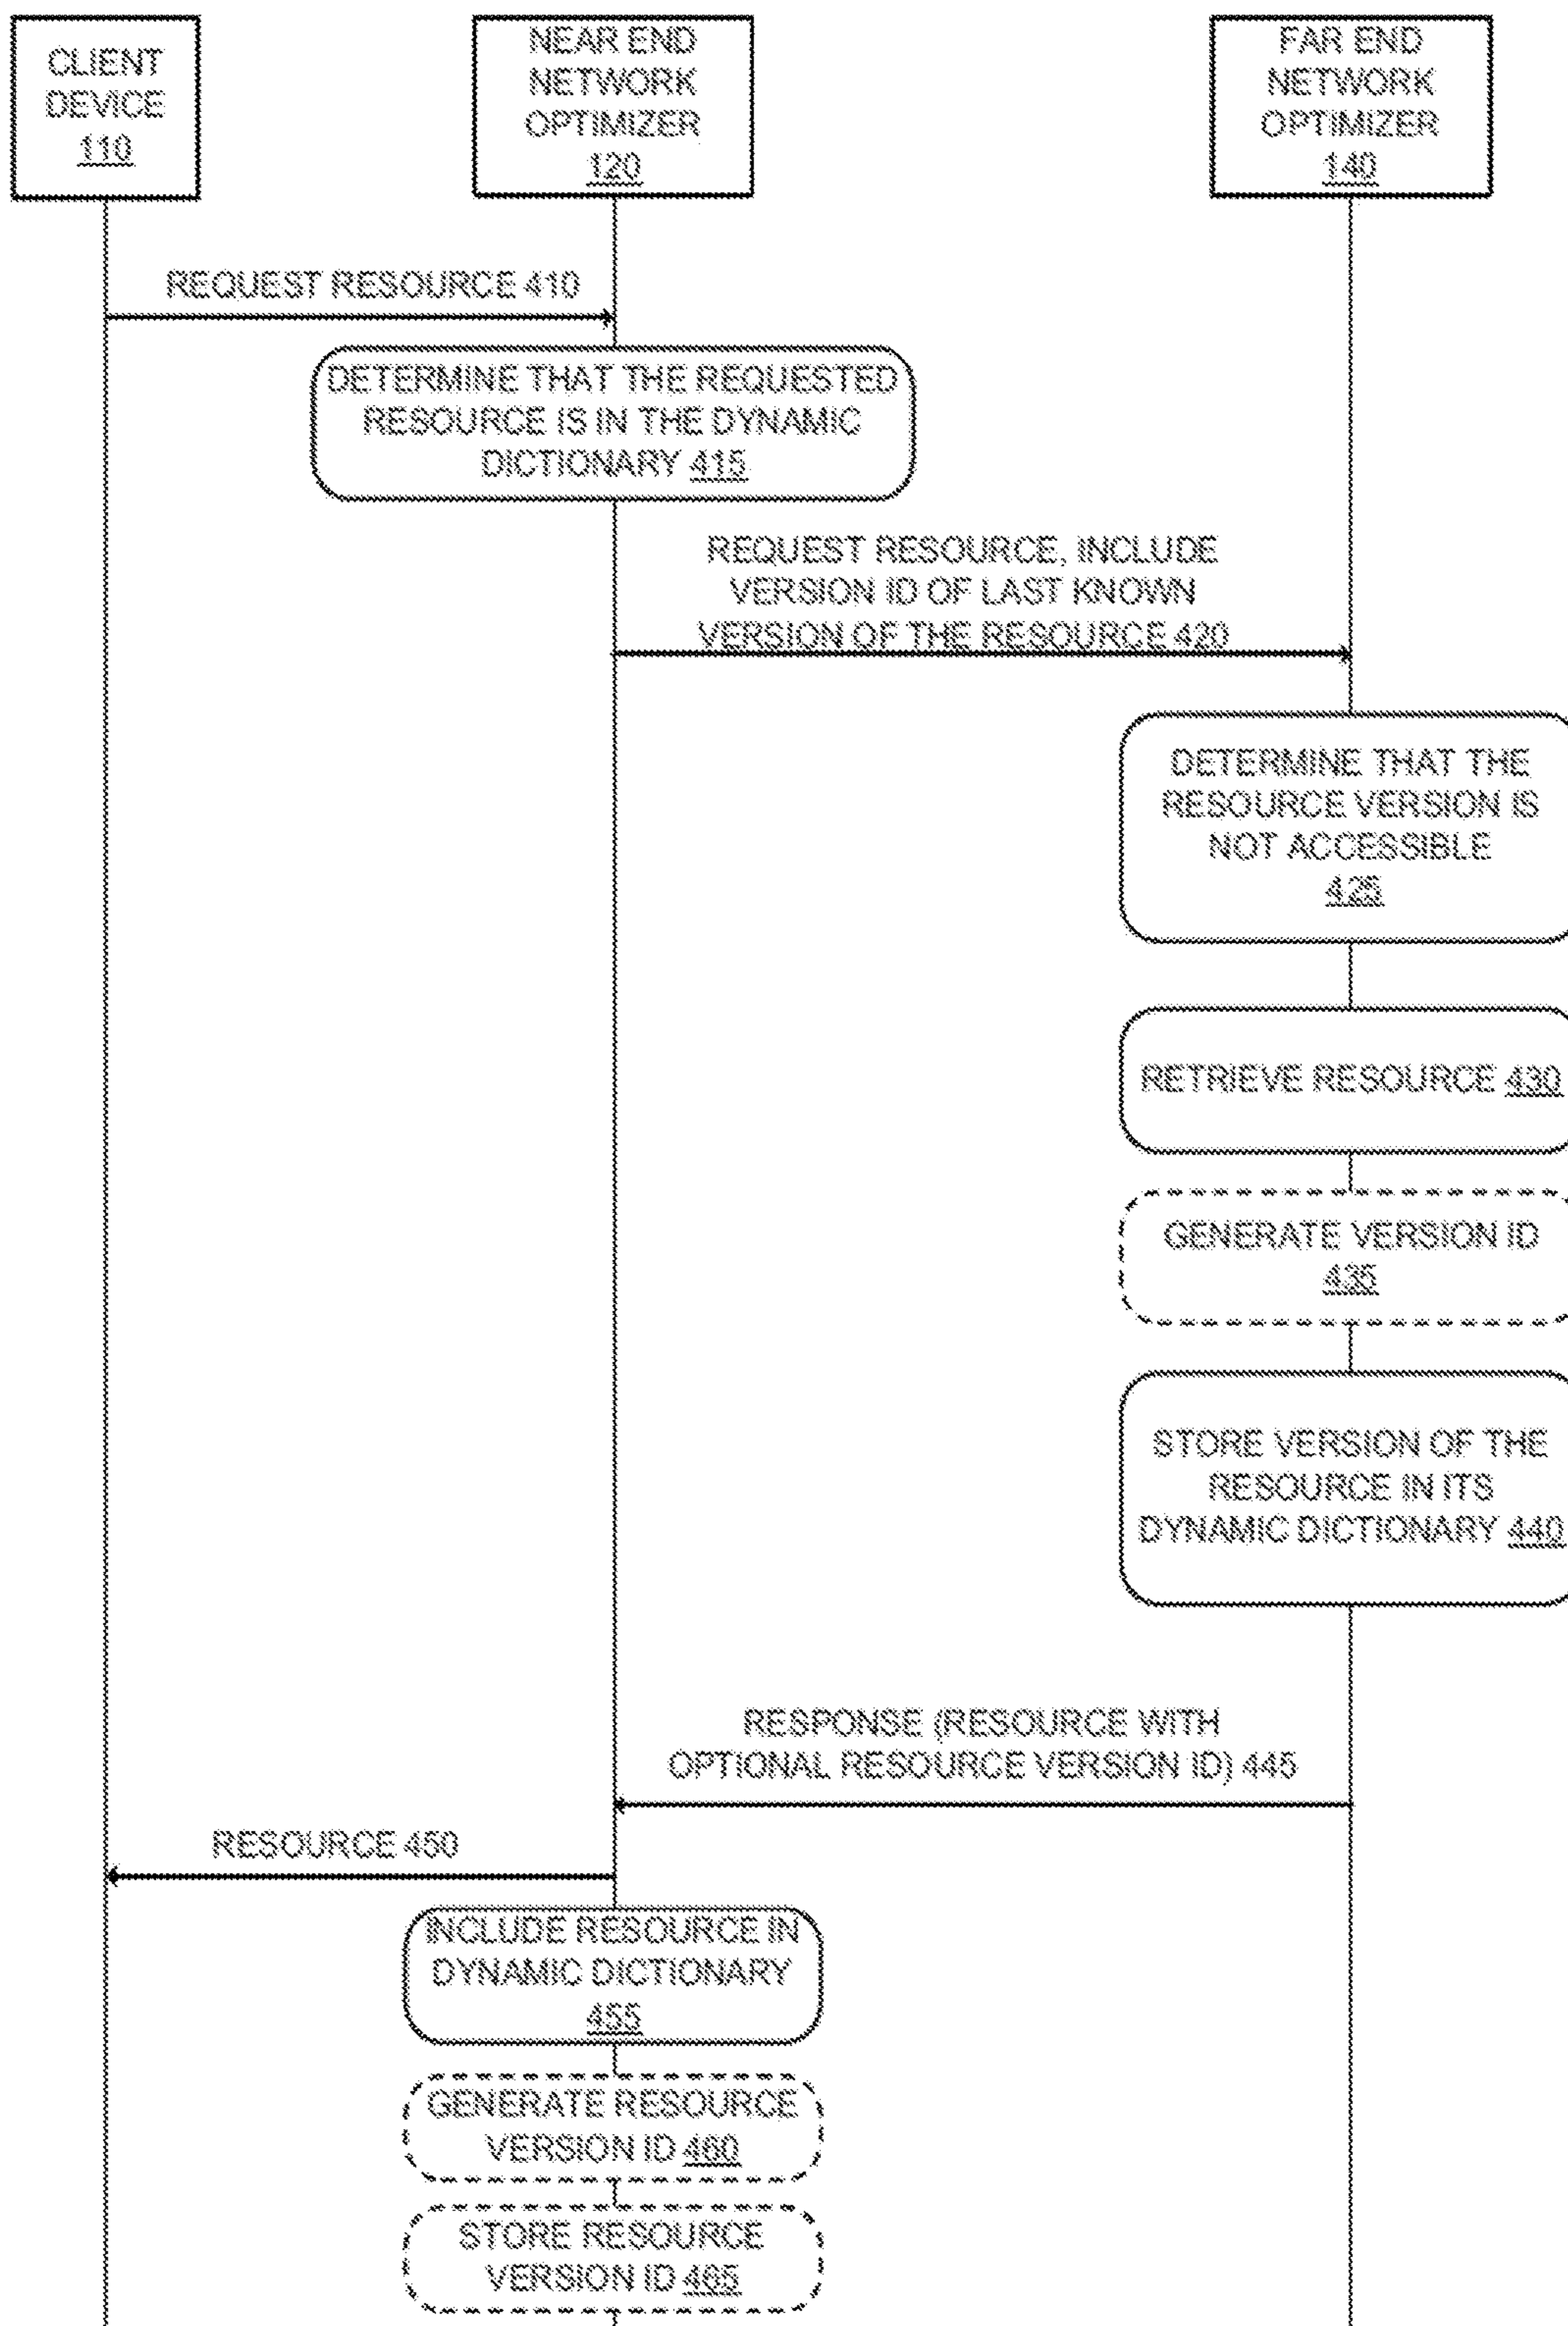 CLIENT
DEVICE
110
NEAR END
NETWORK
OPTIMIZER
120
FAR END
NETWORK
OPTIMIZER
140
REQUEST RESOURCE 410
DETERMINE THAT THE REQUESTED
RESOURCE IS IN THE DYNAMIC
DICTIONARY 415
REQUEST RESOURCE, INCLUDE
VERSION ID OF LAST KNOWN
VERSION OF THE RESOURCE 420
DETERMINE THAT THE
RESOURCE VERSION IS
NOT ACCESSIBLE
425
RETRIEVE RESOURCE 430
GENERATE VERSION ID
435
STORE VERSION OF THE
RESOURCE IN ITS
DYNAMIC DICTIONARY 440
RESPONSE (RESOURCE WITH
OPTIONAL RESOURCE VERSION ID) 445
RESOURCE 450
INCLUDE RESOURCE IN
DYNAMIC DICTIONARY
455
GENERATE RESOURCE
VERSION ID 460
STORE RESOURCE
VERSION ID 465